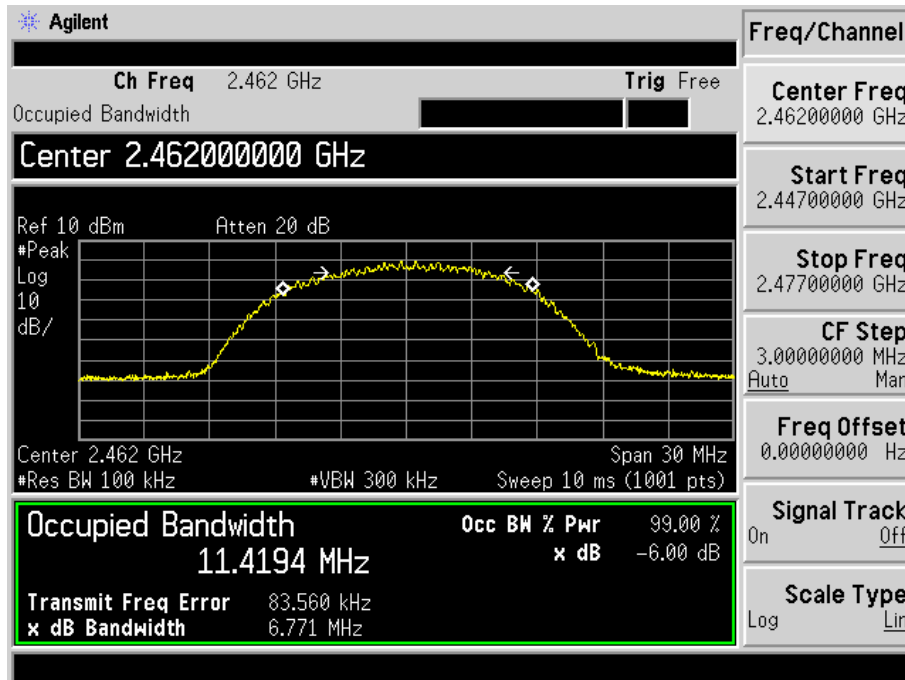 Agilent
Freq/Channel
Ch Freq 2.462 GHz Trig Free
Occupied Bandwidth
Center 2.462000000 GHz
Ref 10 dBm Atten 20 dB
#Peak
Log
10
dB/
Center 2.462 GHz Span 30 MHz
#Res BW 100 kHz #VBW 300 kHz Sweep 10 ms (1001 pts)
Occupied Bandwidth
11.4194 MHz
Occ BW % Pwr 99.00 %
x dB -6.00 dB
Transmit Freq Error 83.560 kHz
x dB Bandwidth 6.771 MHz
Center Freq
2.46200000 GHz
Start Freq
2.44700000 GHz
Stop Freq
2.47700000 GHz
CF Step
3.00000000 MHz
Auto Man
Freq Offset
0.00000000 Hz
Signal Track
On Off
Scale Type
Log Lin